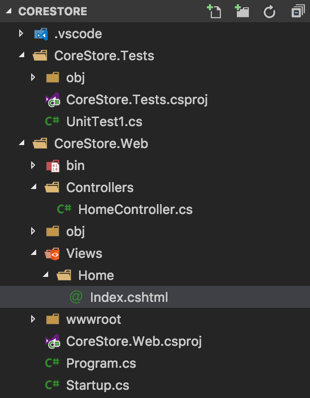 CORESTORE
.vscode
CoreStore.Tests
obj
CoreStore.Tests.csproj
C# UnitTest1.cs
CoreStore.Web
bin
Controllers
C# HomeController.cs
obj
Views
Home
@ Index.cshtml
wwwroot
CoreStore.Web.csproj
C# Program.cs
C# Startup.cs